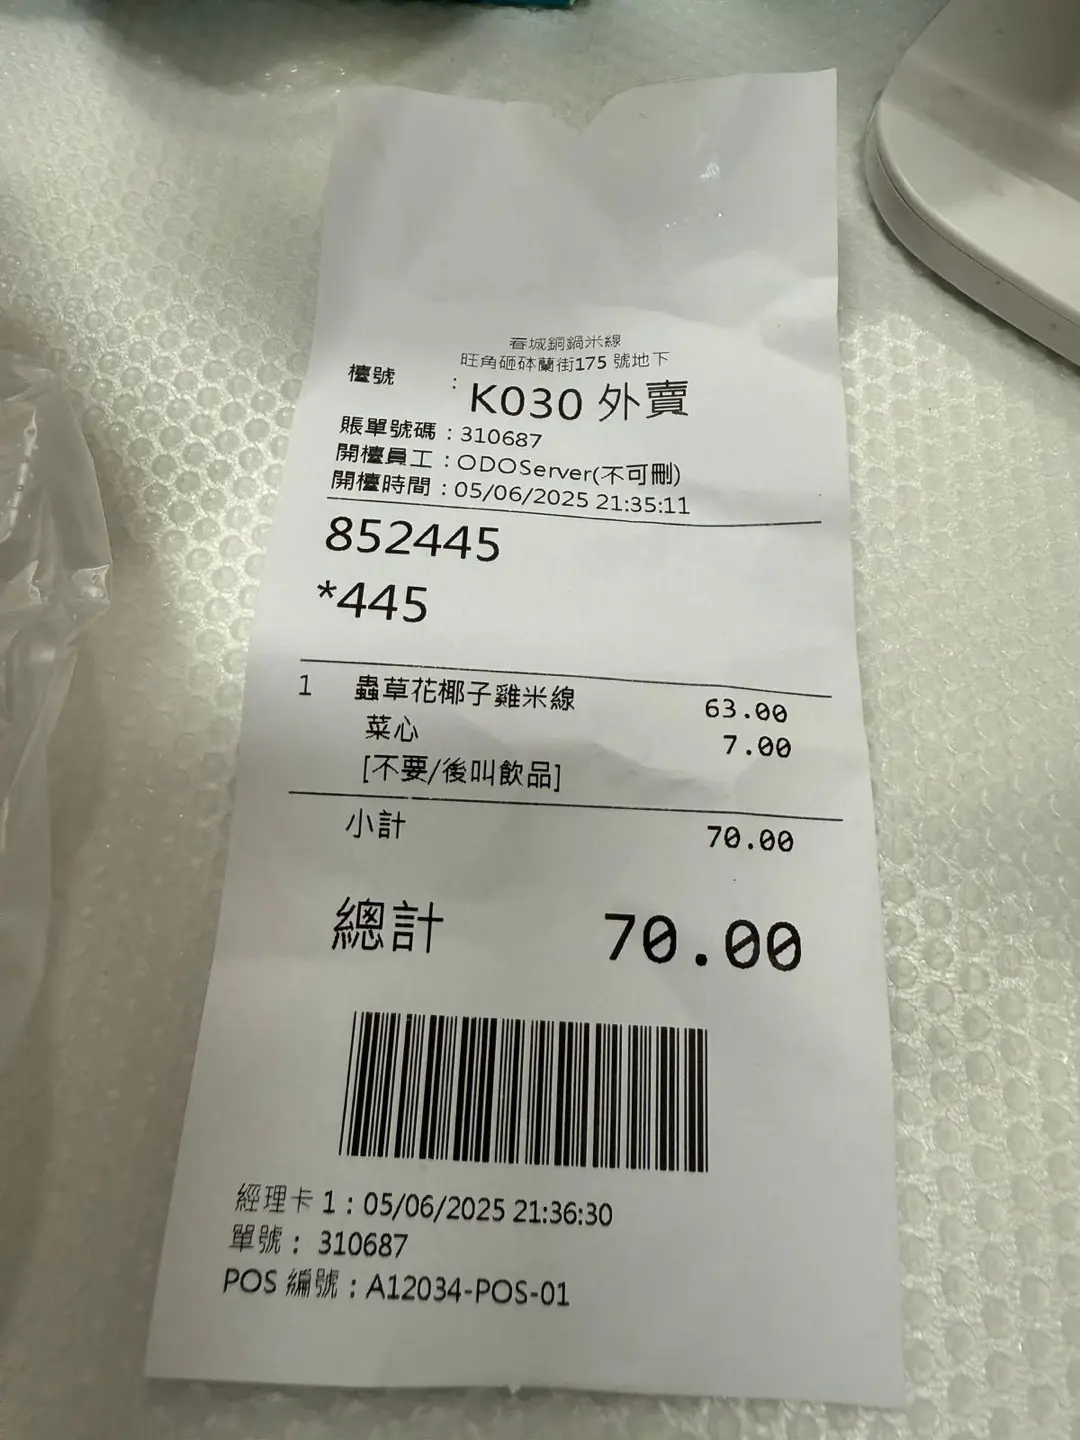 春城銅鍋米線
旺角砸砵蘭街175 號地下
檯號 : K030 外賣
賬單號碼 : 310687
開檯員工 : ODOServer(不可刪)
開檯時間 : 05/06/2025 21:35:11
852445
*445
1 蟲草花椰子雞米線 63.00
菜心 7.00
[不要/後叫飲品]
小計 70.00
總計 70.00
經理卡 1 : 05/06/2025 21:36:30
單號 : 310687
POS 編號 : A12034-POS-01